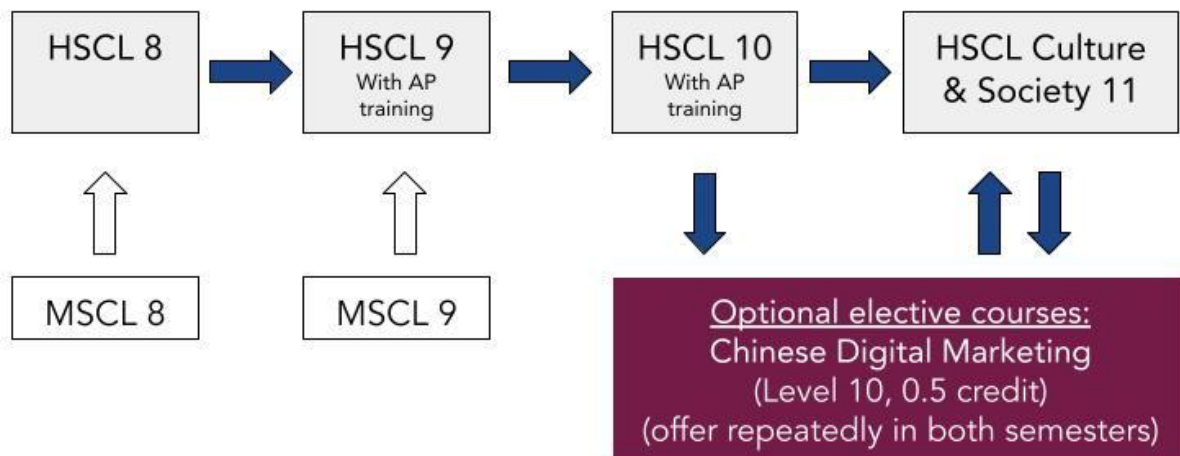 HSCL 8
HSCL 9
With AP
training
HSCL 10
With AP
training
HSCL Culture
& Society 11
MSCL 8
MSCL 9
Optional elective courses:
Chinese Digital Marketing
(Level 10, 0.5 credit)
(offer repeatedly in both semesters)